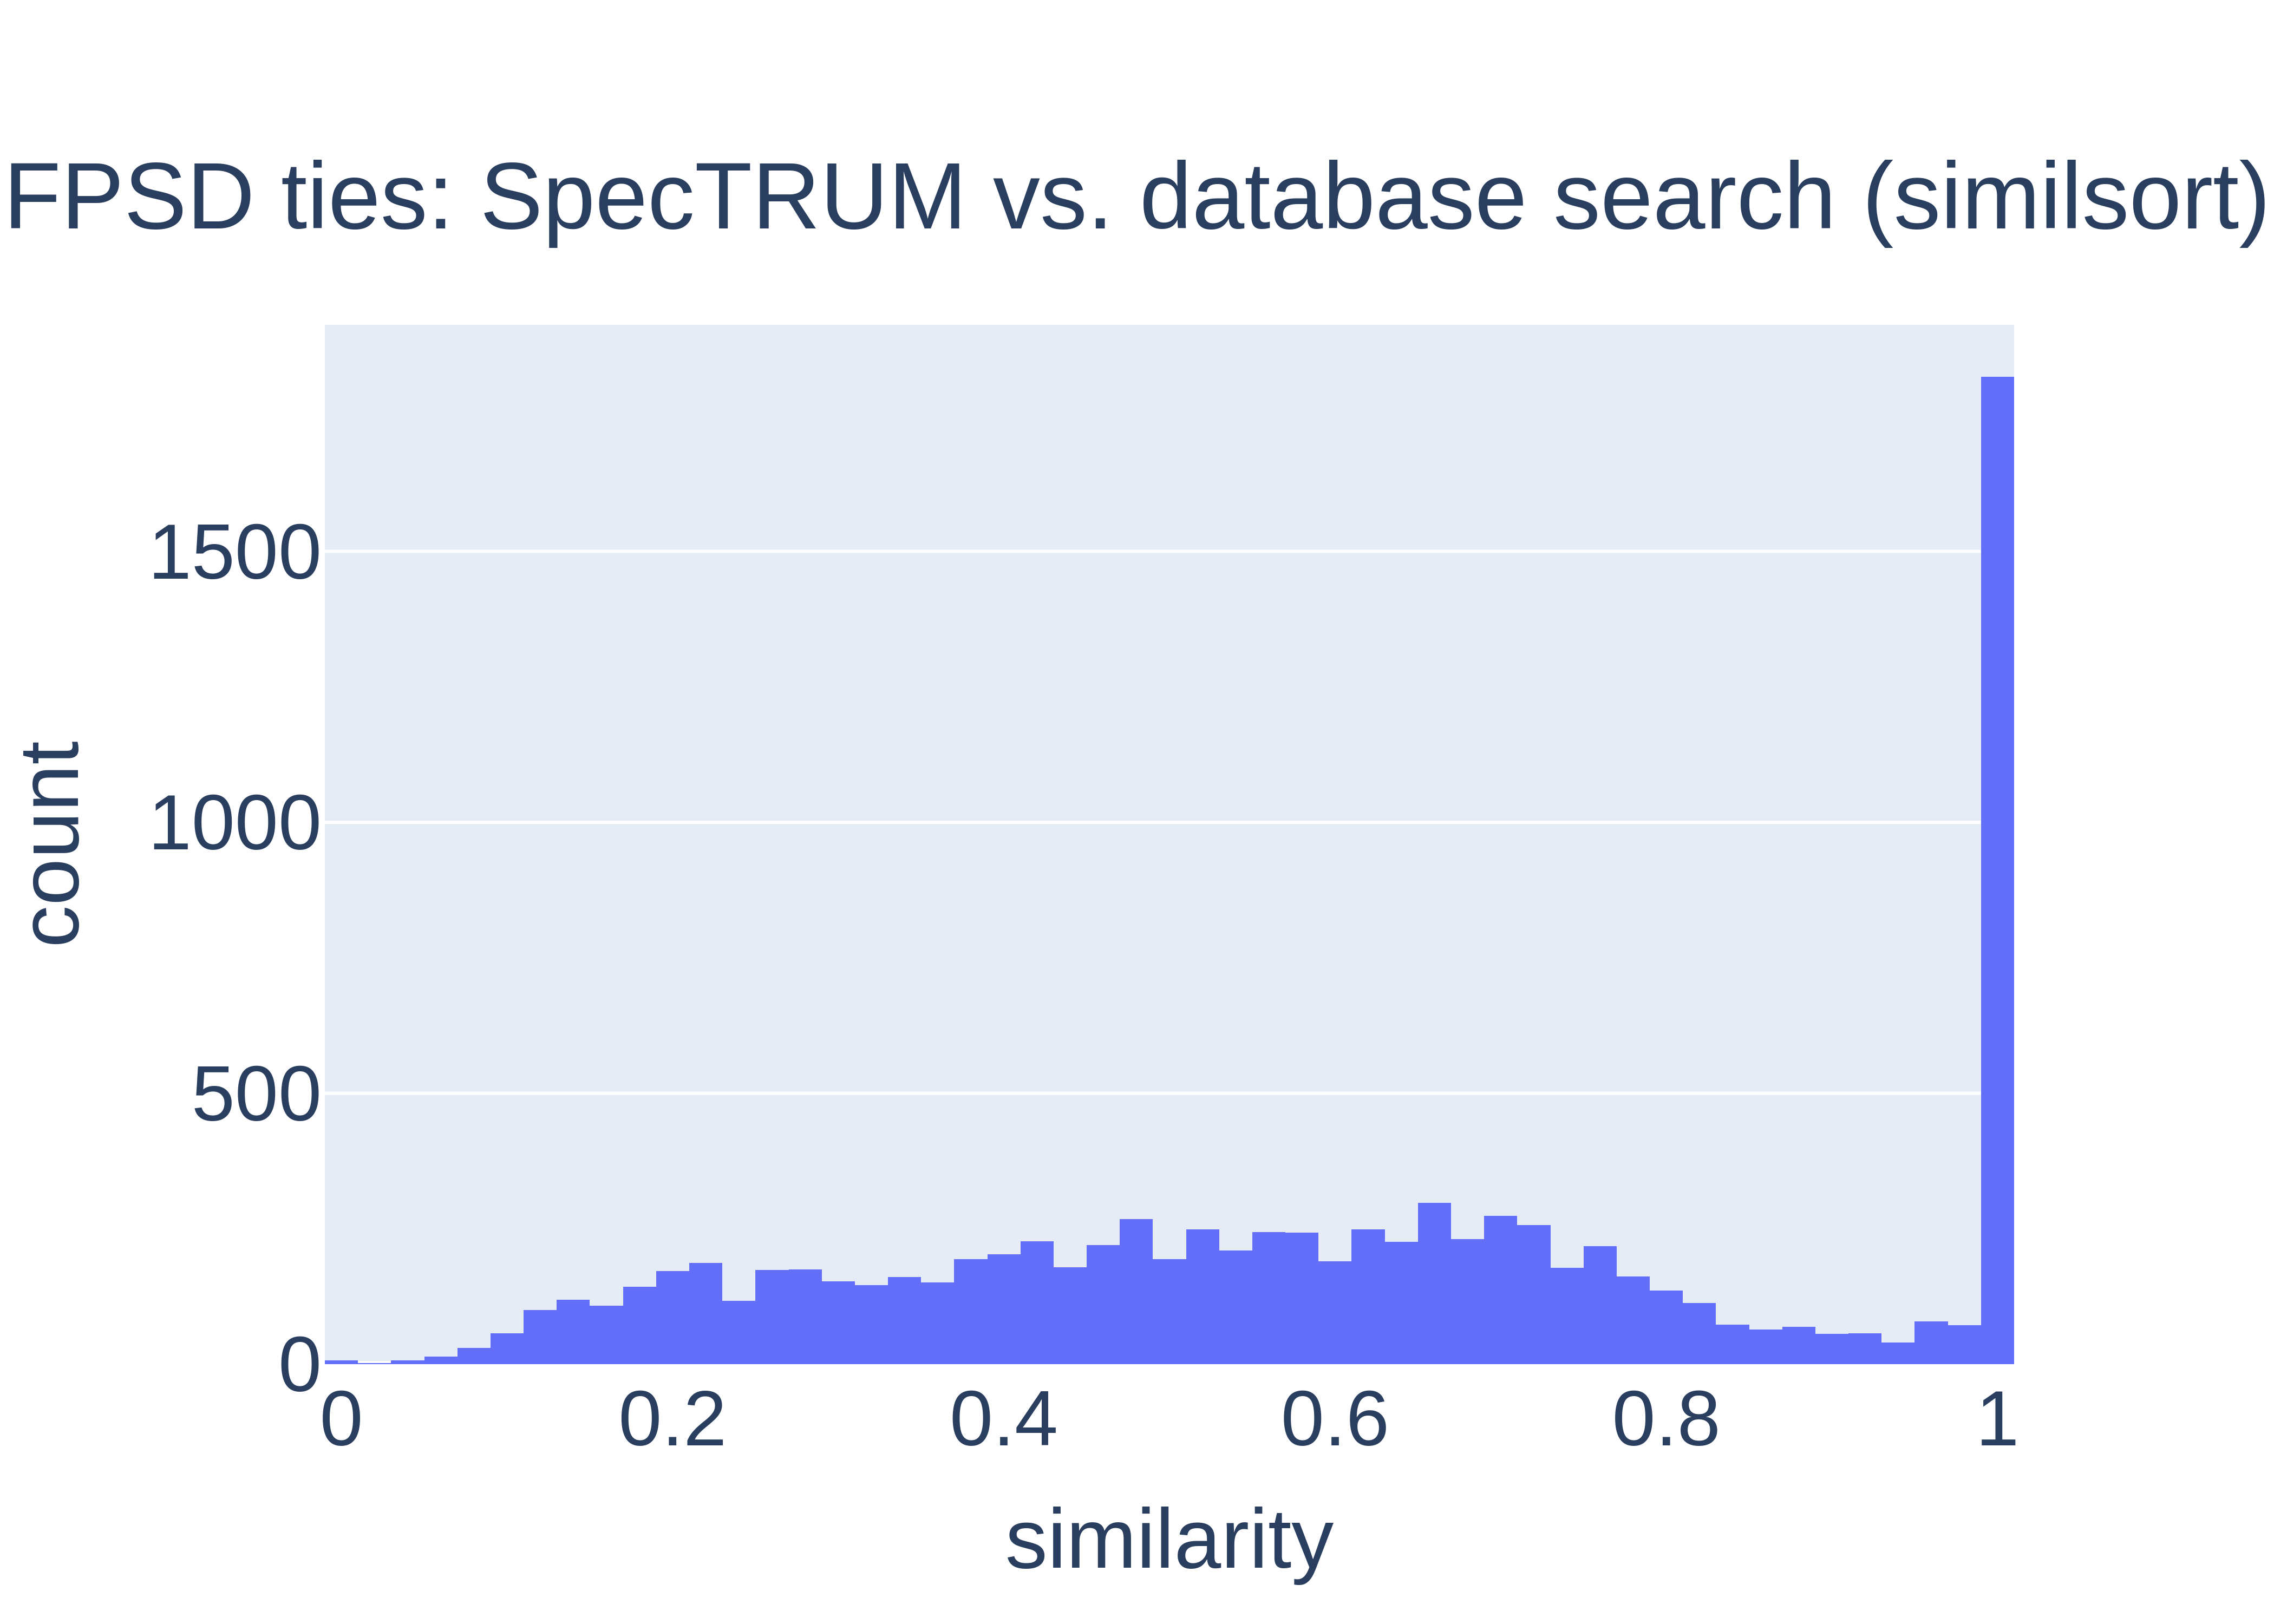 FPSD ties: SpecTRUM vs. database search (similsort)
1500
1000
500
0
count
0 0.2 0.4 0.6 0.8 1
similarity